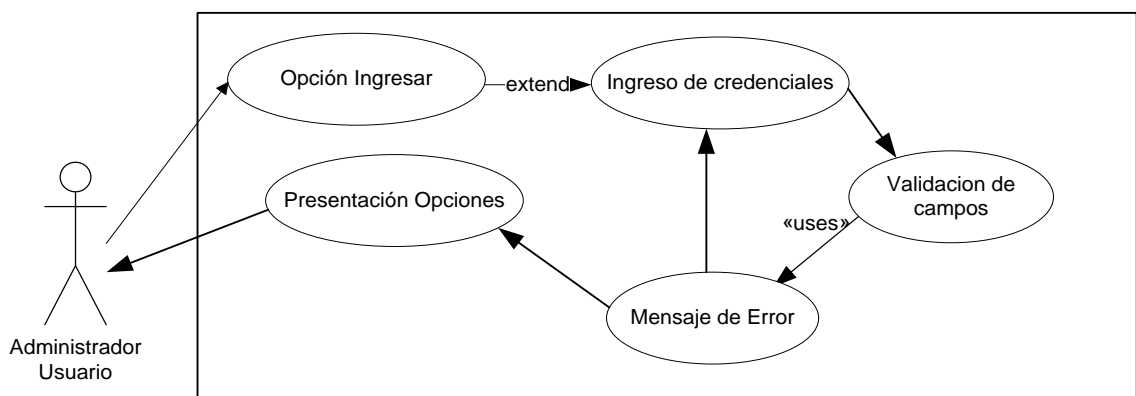 Opción Ingresar
extend
Ingreso de credenciales
Presentación Opciones
Validacion de
campos
«uses»
Mensaje de Error
Administrador
Usuario